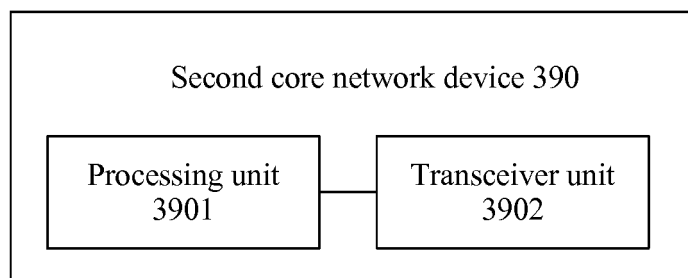 Second core network device 390
Processing unit
3901
Transceiver unit
3902